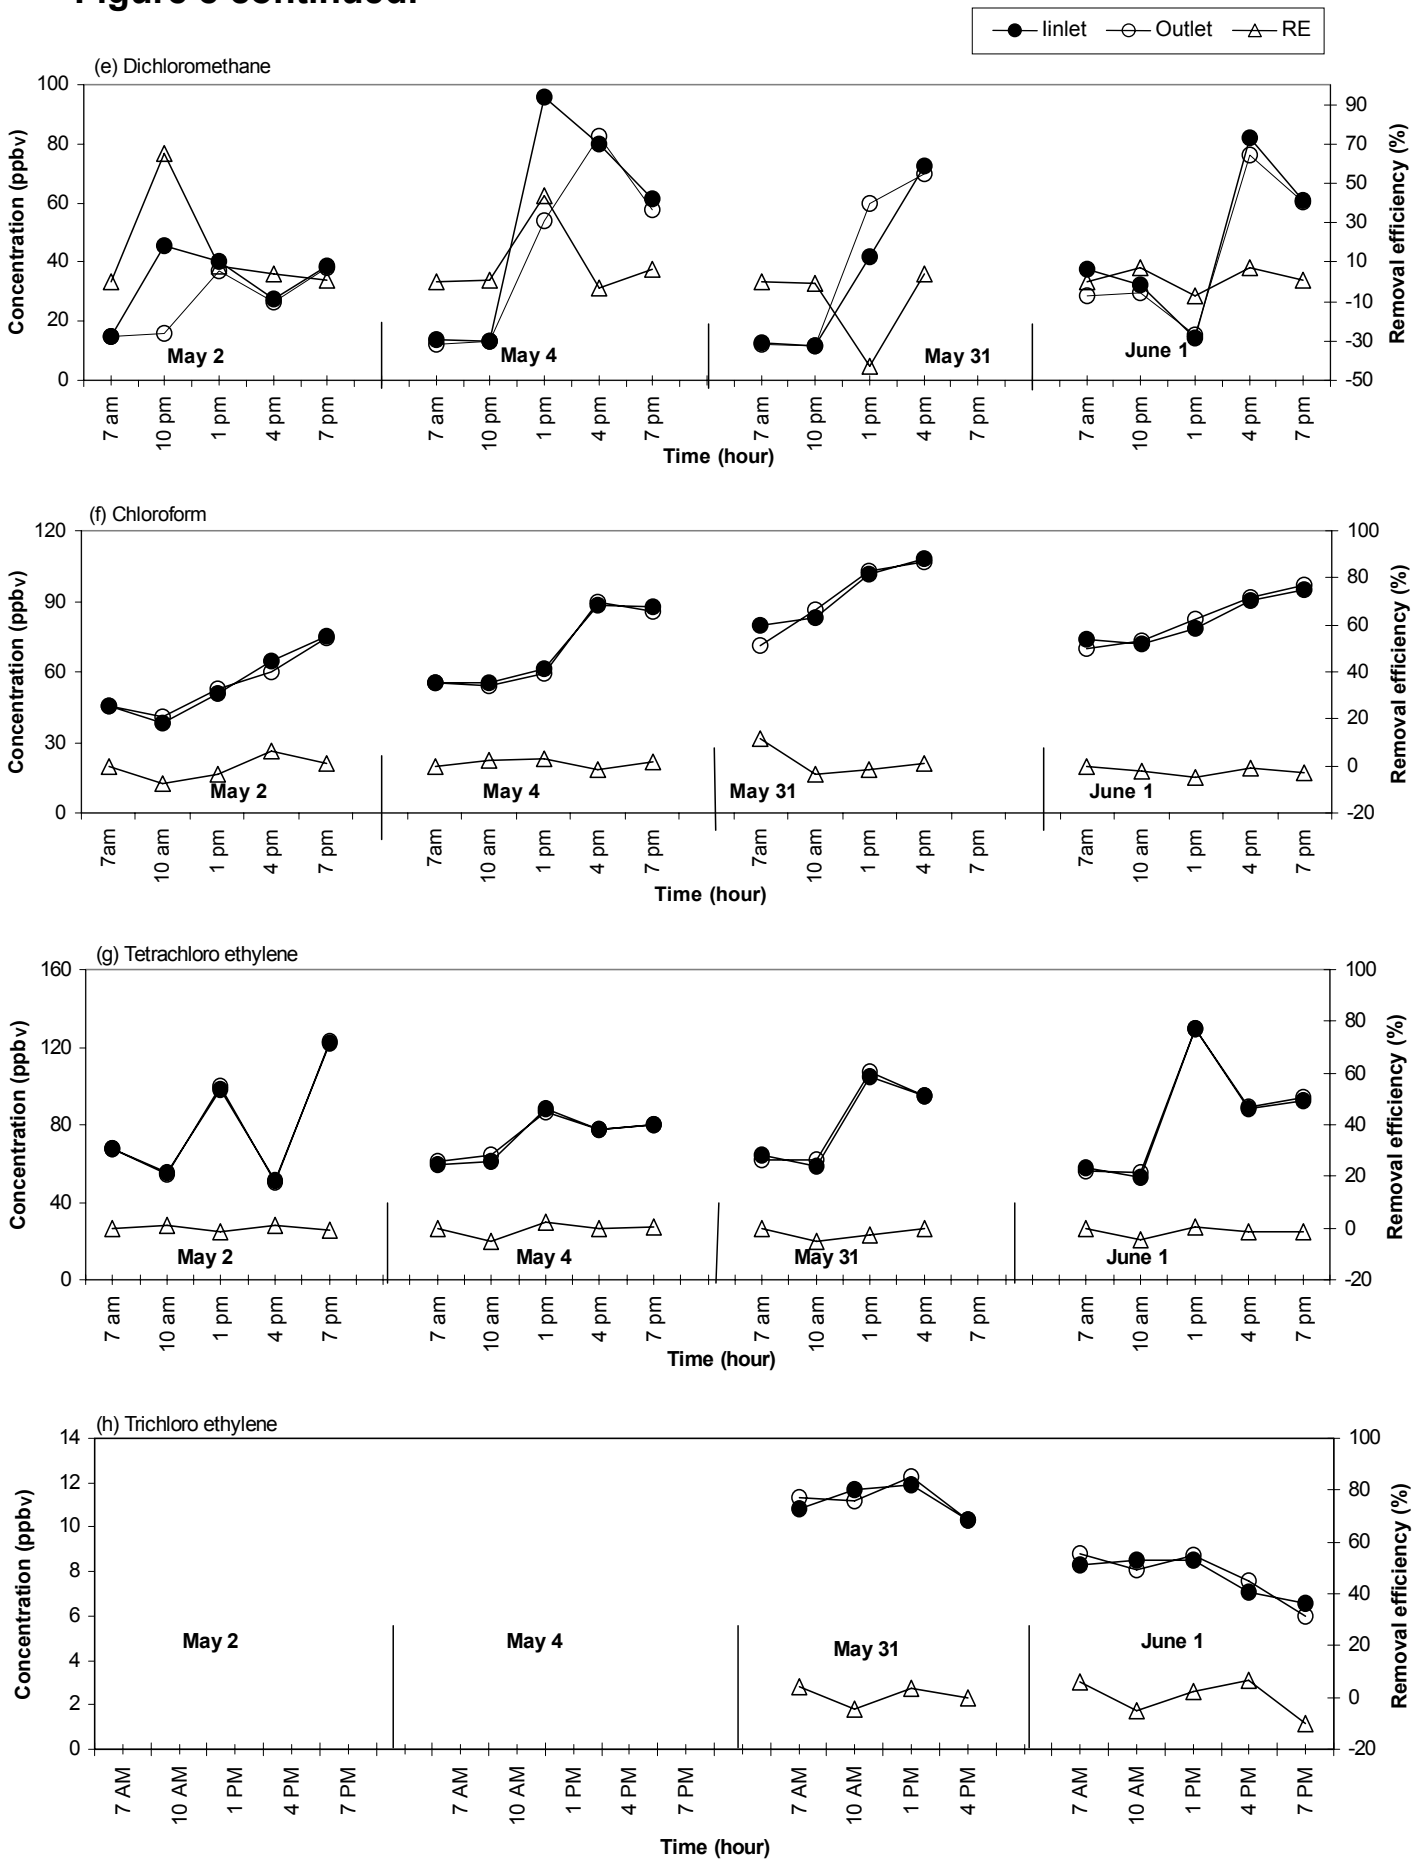 Figure 3 continued.
Iinlet Outlet RE
(e) Dichloromethane
100 80 60 40 20 0
Concentration (ppbv)
90 70 50 30 10 -10 -30 -50
Removal efficiency (%)
May 2 May 4 May 31 June 1
7 am 10 pm 1 pm 4 pm 7 pm 7 am 10 pm 1 pm 4 pm 7 pm 7 am 10 pm 1 pm 4 pm 7 pm 7 am 10 pm 1 pm 4 pm 7 pm
Time (hour)
(f) Chloroform
120 90 60 30 0
Concentration (ppbv)
100 80 60 40 20 0 -20
Removal efficiency (%)
May 2 May 4 May 31 June 1
7am 10 am 1 pm 4 pm 7 pm 7am 10 am 1 pm 4 pm 7 pm 7am 10 am 1 pm 4 pm 7 pm 7am 10 am 1 pm 4 pm 7 pm
Time (hour)
(g) Tetrachloro ethylene
160 120 80 40 0
Concentration (ppbv)
100 80 60 40 20 0 -20
Removal efficiency (%)
May 2 May 4 May 31 June 1
7 am 10 am 1 pm 4 pm 7 pm 7 am 10 am 1 pm 4 pm 7 pm 7 am 10 am 1 pm 4 pm 7 pm 7 am 10 am 1 pm 4 pm 7 pm
Time (hour)
(h) Trichloro ethylene
14 12 10 8 6 4 2 0
Concentration (ppbv)
100 80 60 40 20 0 -20
Removal efficiency (%)
May 2 May 4 May 31 June 1
7 AM 10 AM 1 PM 4 PM 7 PM 7 AM 10 AM 1 PM 4 PM 7 PM 7 AM 10 AM 1 PM 4 PM 7 AM 10 AM 1 PM 4 PM 7 PM
Time (hour)